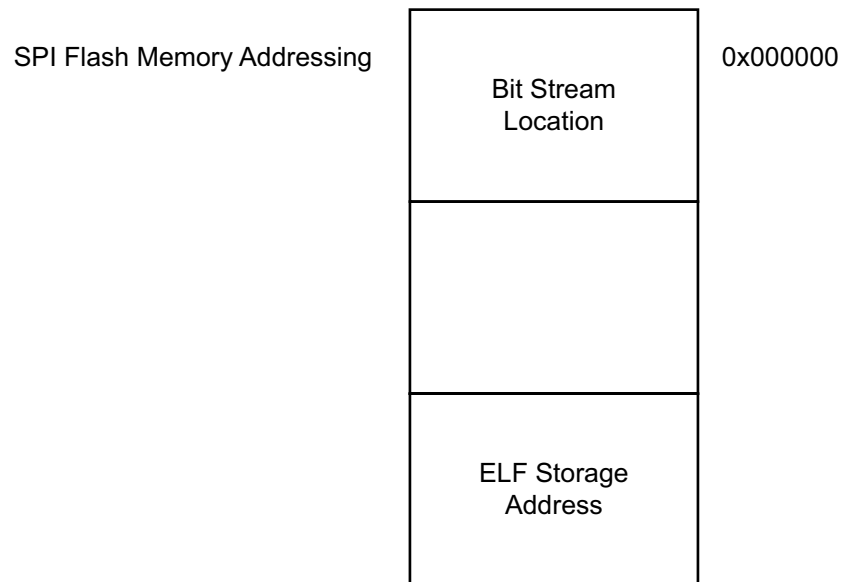 SPI Flash Memory Addressing
0x000000
Bit Stream
Location
ELF Storage
Address